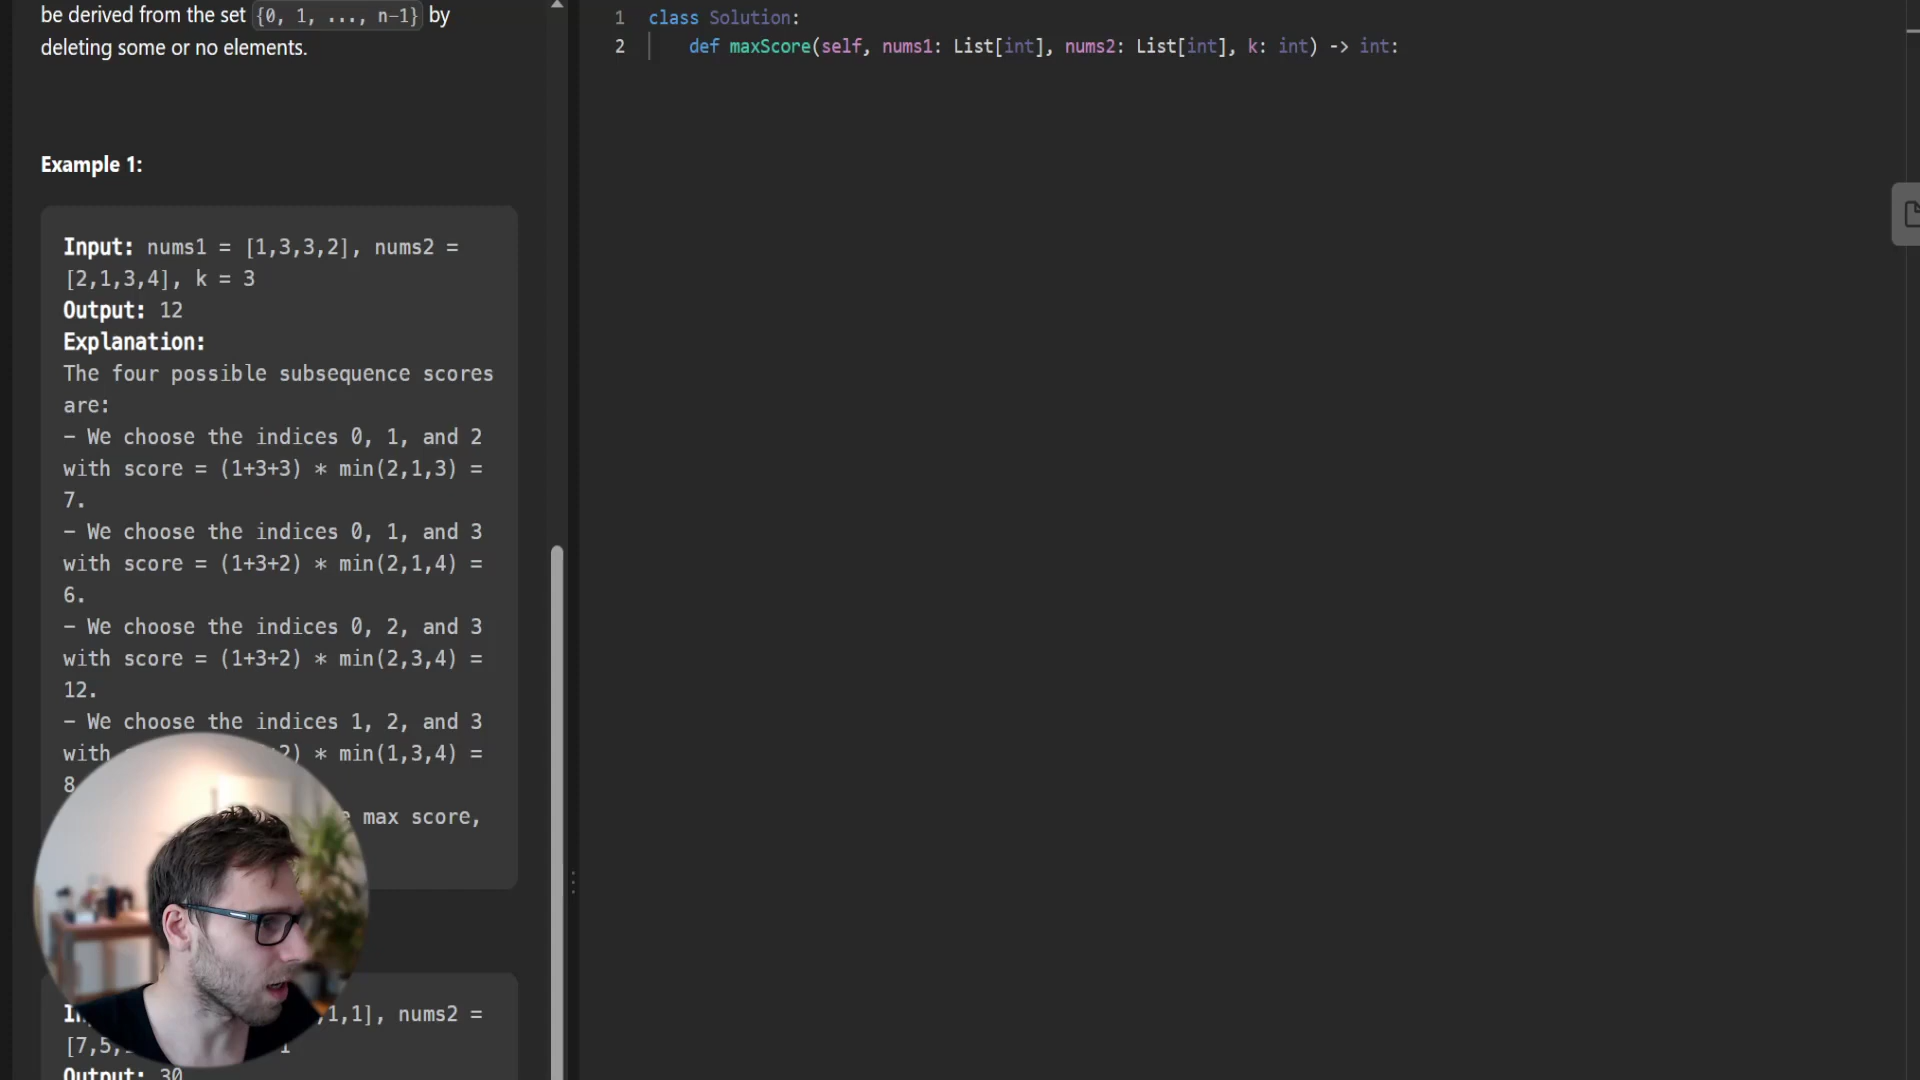 be derived from the set {0, 1, ..., n-1} by
deleting some or no elements.
Example 1:
Input: nums1 = [1,3,3,2], nums2 =
[2,1,3,4], k = 3
Output: 12
Explanation:
The four possible subsequence scores
are:
- We choose the indices 0, 1, and 2
with score = (1+3+3) * min(2,1,3) =
7.
- We choose the indices 0, 1, and 3
with score = (1+3+2) * min(2,1,4) =
6.
- We choose the indices 0, 2, and 3
with score = (1+3+2) * min(2,3,4) =
12.
- We choose the indices 1, 2, and 3
with 2) * min(1,3,4) =
8
max score,
,1,1], nums2 =
[7,5, 1
Output: 30
1 class Solution:
2 def maxScore(self, nums1: List[int], nums2: List[int], k: int) -> int: